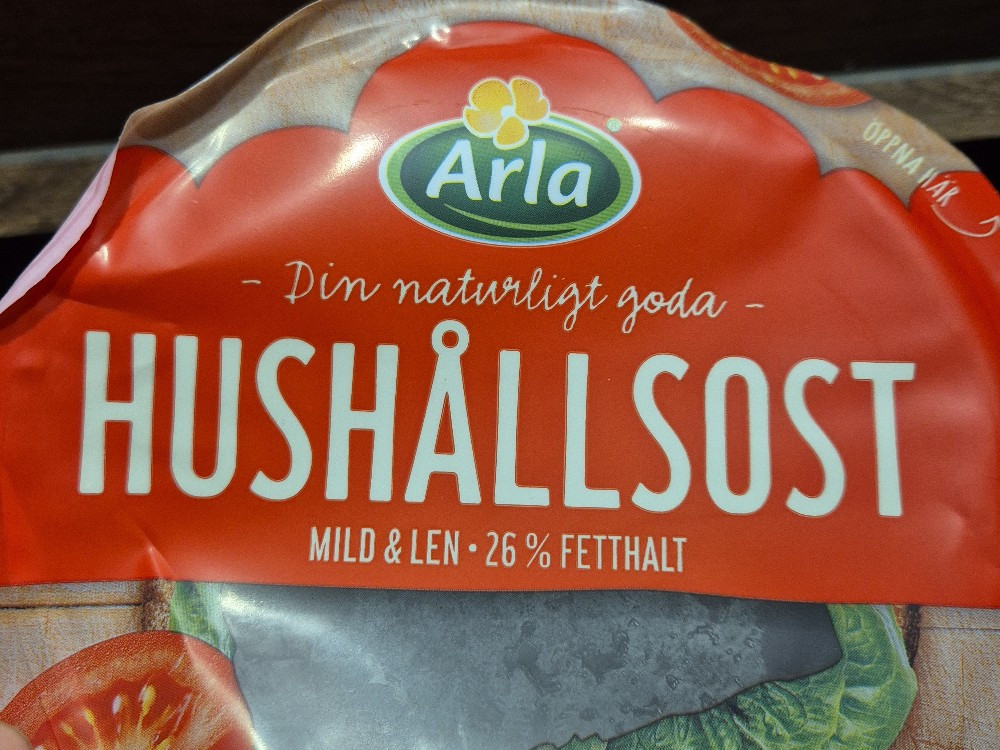 Arla
ÖPPNA HÄR
- Din naturligt goda -
HUSHÅLLSOST
MILD & LEN • 26 % FETTHALT